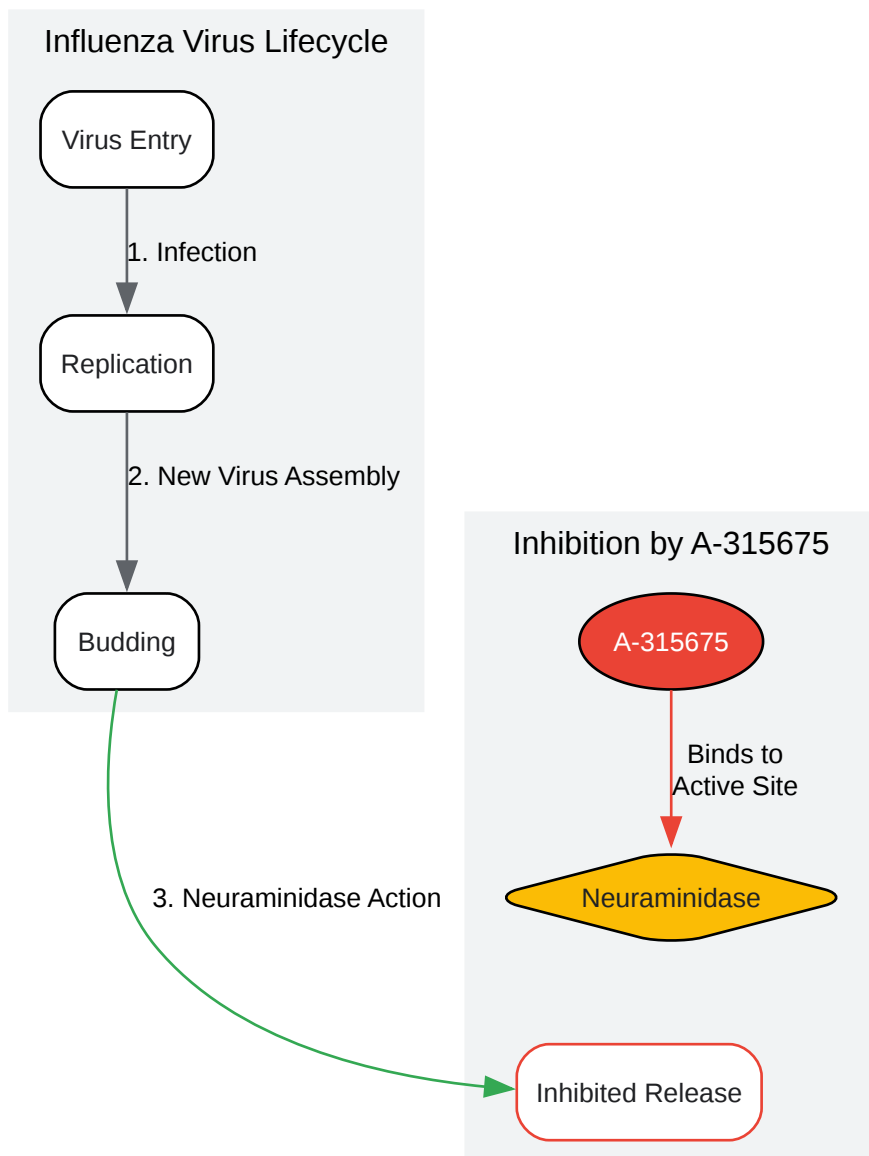 Influenza Virus Lifecycle
Virus Entry
1. Infection
Replication
2. New Virus Assembly
Budding
3. Neuraminidase Action
Inhibition by A-315675
A-315675
Binds to
Active Site
Neuraminidase
Inhibited Release